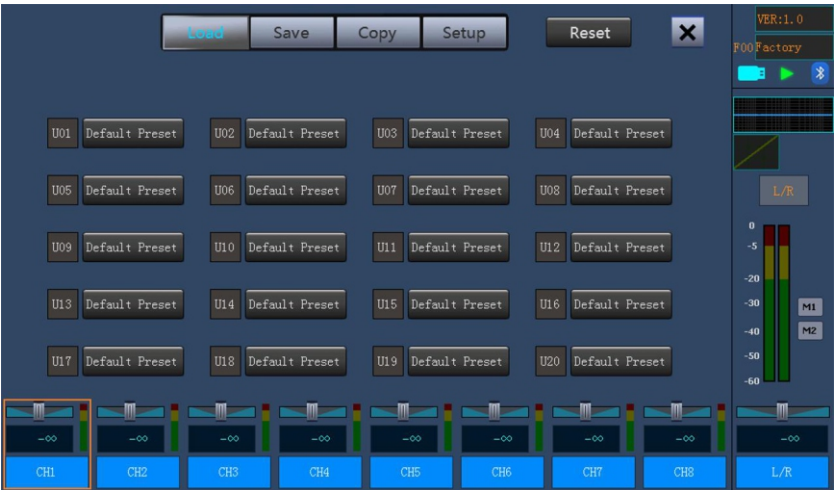 Load Save Copy Setup Reset X
VER:1.0
F00 Factory
U01 Default Preset U02 Default Preset U03 Default Preset U04 Default Preset
U05 Default Preset U06 Default Preset U07 Default Preset U08 Default Preset
L/R
U09 Default Preset U10 Default Preset U11 Default Preset U12 Default Preset
U13 Default Preset U14 Default Preset U15 Default Preset U16 Default Preset
U17 Default Preset U18 Default Preset U19 Default Preset U20 Default Preset
0
-5
-20
-30
-40
-50
-60
M1
M2
-∞ -∞ -∞ -∞ -∞ -∞ -∞ -∞ -∞
CH1 CH2 CH3 CH4 CH5 CH6 CH7 CH8 L/R